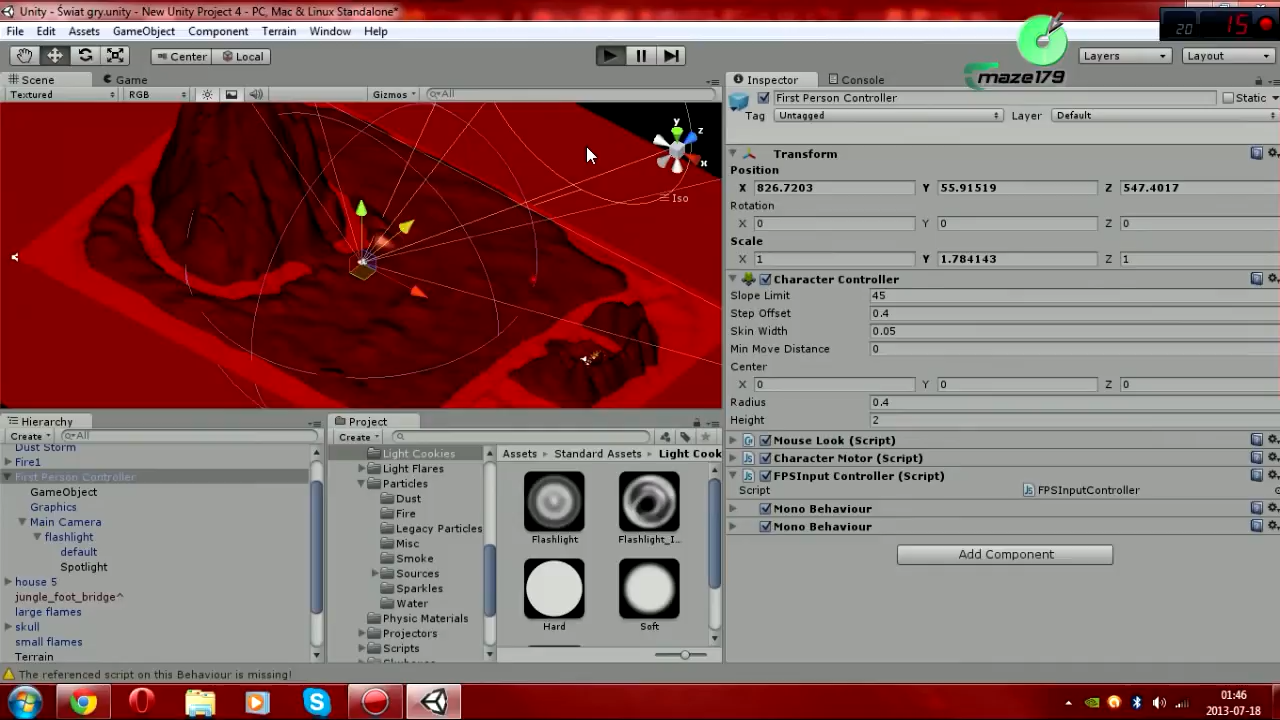 Unity - Świat gry.unity - New Unity Project 4 - PC, Mac & Linux Standalone*
File Edit Assets GameObject Component Terrain Window Help
20 15
Center Local Layers Layout
maze179
Scene Game Inspector Console
Textured RGB Gizmos All
First Person Controller Static
Tag Untagged Layer Default
Transform
Position
X 826.7203 Y 55.91519 Z 547.4017
Rotation
X 0 Y 0 Z 0
Scale
X 1 Y 1.784143 Z 1
Character Controller
Slope Limit 45
Step Offset 0.4
Skin Width 0.05
Min Move Distance 0
Center
X 0 Y 0 Z 0
Radius 0.4
Height 2
Mouse Look (Script)
Character Motor (Script)
FPSInput Controller (Script)
Script FPSInputController
Mono Behaviour
Mono Behaviour
Add Component
y
z
x
Iso
Hierarchy
Create All
Dust Storm
Fire1
First Person Controller
GameObject
Graphics
Main Camera
flashlight
default
Spotlight
house 5
jungle_foot_bridge^
large flames
skull
small flames
Terrain
Project
Create
Light Cookies
Light Flares
Particles
Dust
Fire
Legacy Particles
Misc
Smoke
Sources
Sparkles
Water
Physic Materials
Projectors
Scripts
Assets Standard Assets Light Cook
Flashlight Flashlight_I...
Hard Soft
The referenced script on this Behaviour is missing!
01:46
2013-07-18